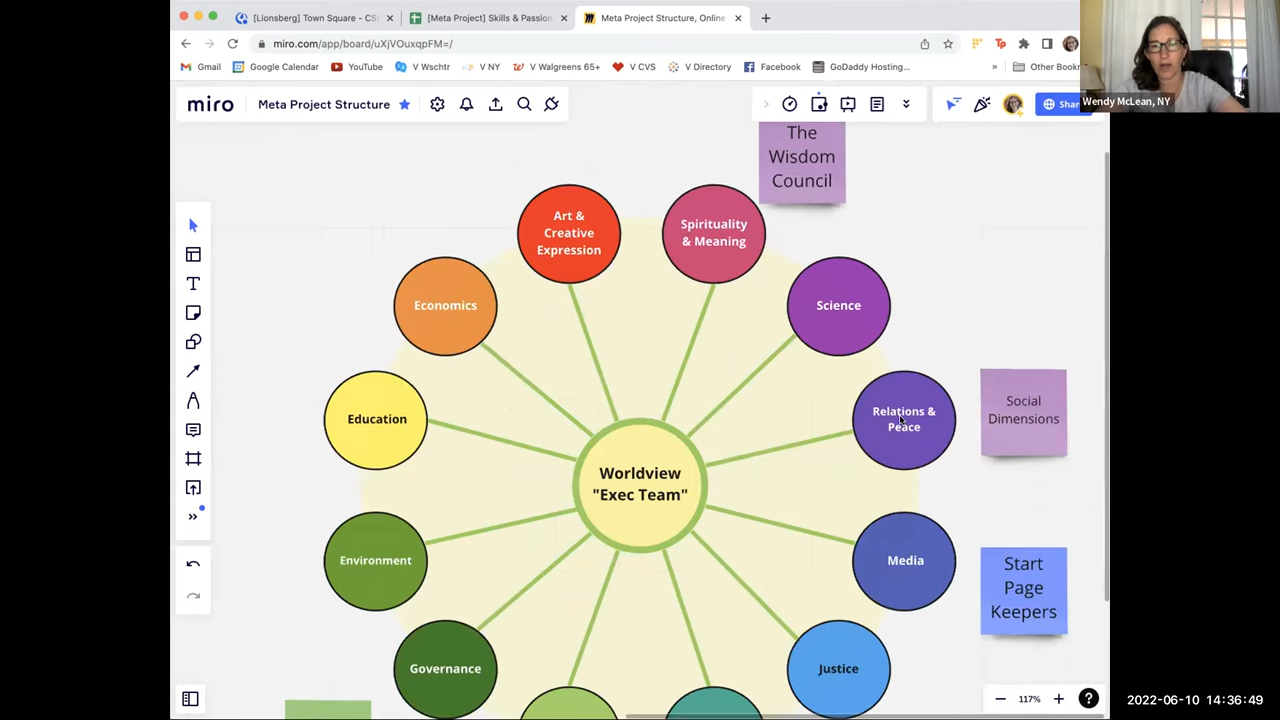 [Lionsberg] Town Square - CSI
[Meta Project] Skills & Passion
Meta Project Structure, Online
miro.com/app/board/uXjVOuxqpFM=/
Gmail
Google Calendar
YouTube
V Wschtr
V NY
V Walgreens 65+
V CVS
V Directory
Facebook
GoDaddy Hosting...
Other Bookm
Wendy McLean, NY
miro
Meta Project Structure
Shar
The
Wisdom
Council
Art &
Creative
Expression
Spirituality
& Meaning
Economics
Science
Education
Relations &
Peace
Social
Dimensions
Worldview
"Exec Team"
Environment
Media
Start
Page
Keepers
Governance
Justice
117%
2022-06-10 14:36:49